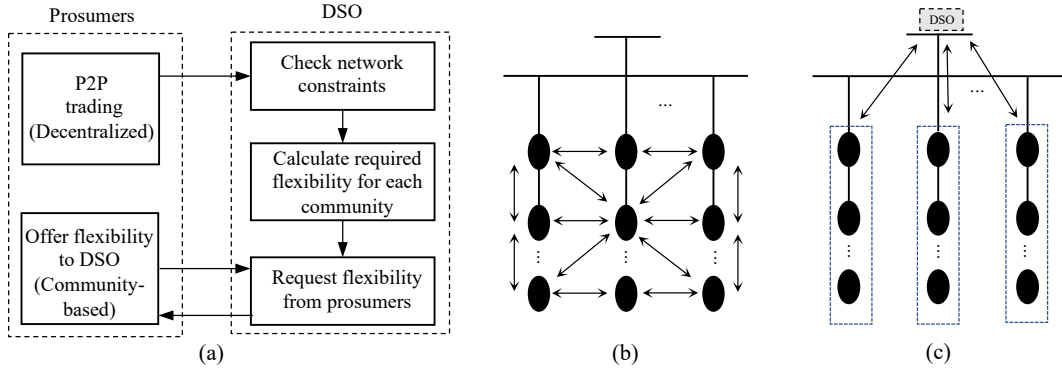 Prosumers
P2P
trading
(Decentralized)
Offer flexibility
to DSO
(Community-
based)
DSO
Check network
constraints
Calculate required
flexibility for each
community
Request flexibility
from prosumers
(a)
...
...
...
(b)
DSO
...
...
...
...
(c)